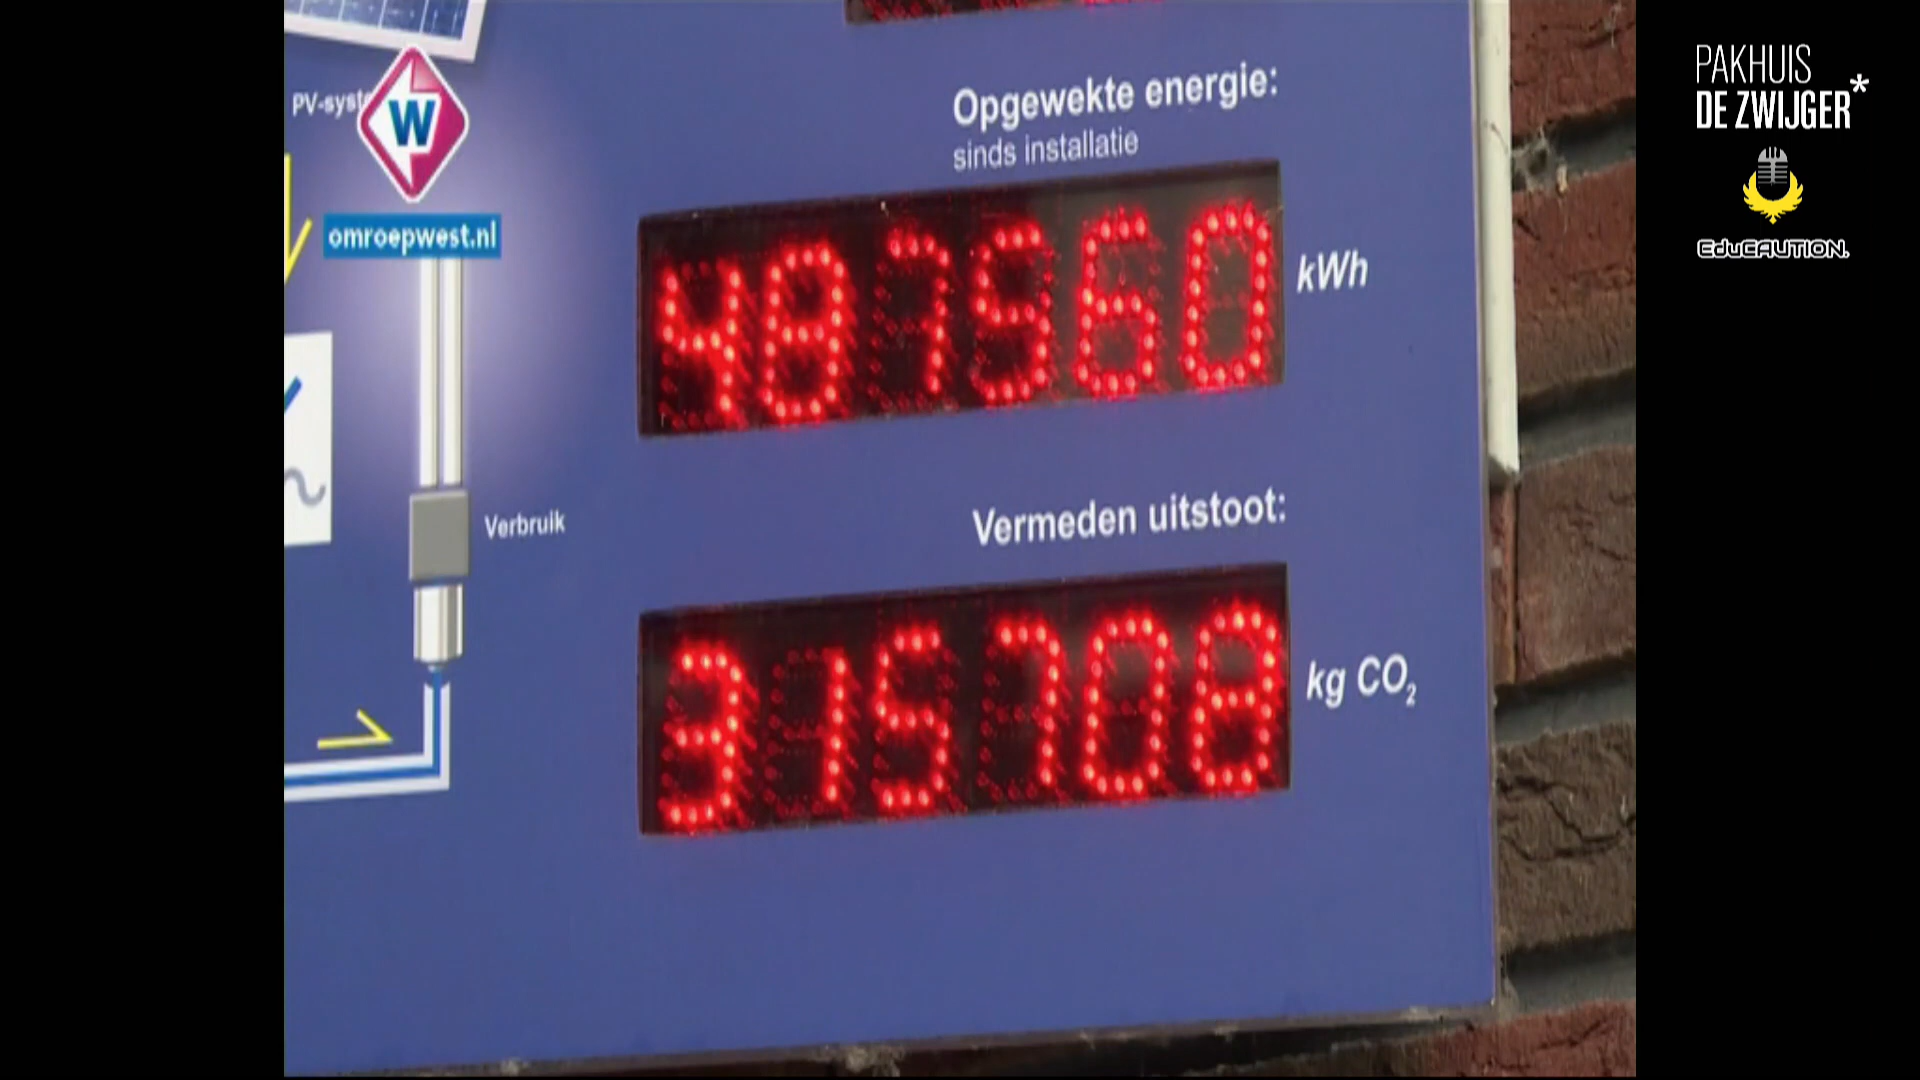 PV-syst
W
omroepwest.nl
Opgewekte energie:
sinds installatie
487560 kWh
Verbruik
Vermeden uitstoot:
315708 kg CO₂
PAKHUIS
DE ZWIJGER*
EduCAUTION.